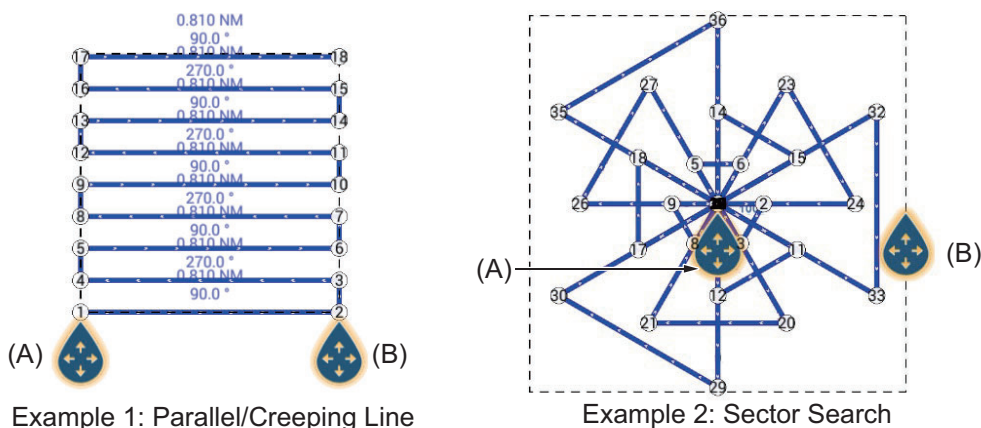 0.810 NM
90.0 °
0.810 NM
17 18
270.0 °
0.810 NM
16 15
90.0 °
0.810 NM
13 14
270.0 °
0.810 NM
12 11
90.0 °
0.810 NM
9 10
270.0 °
0.810 NM
8 7
90.0 °
0.810 NM
5 6
270.0 °
0.810 NM
4 3
90.0 °
1 2
(A) (B)
Example 1: Parallel/Creeping Line
36
27 23
35 14 32
18 5 6 15
26 9 2 24
17 8 3 11
(A) (B)
30 12 33
21 20
29
Example 2: Sector Search